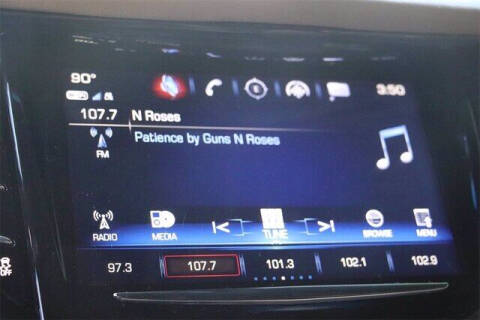 90° 3:50
107.7 N Roses
FM Patience by Guns N Roses
RADIO MEDIA TUNE BROWSE MENU
97.3 107.7 101.3 102.1 102.9
OFF